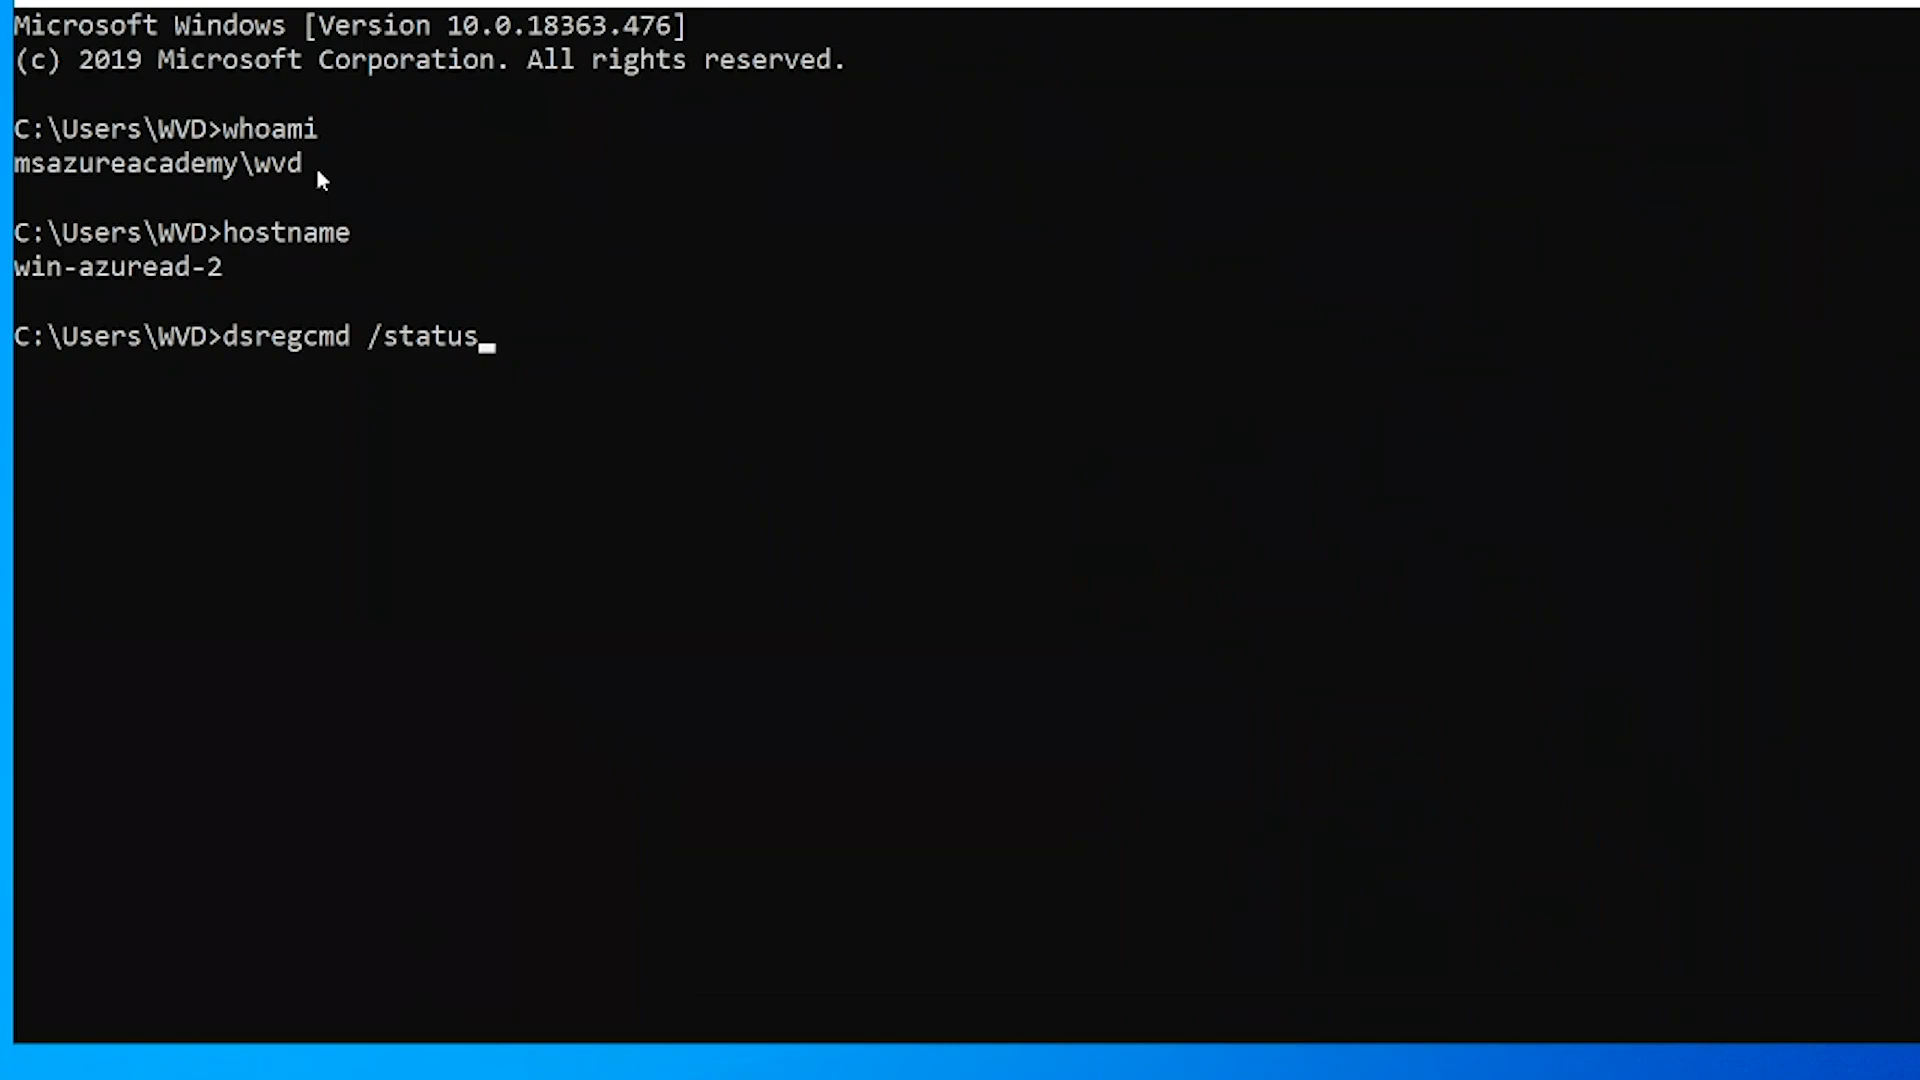 Microsoft Windows [Version 10.0.18363.476]
(c) 2019 Microsoft Corporation. All rights reserved.
C:\Users\WVD>whoami
msazureacademy\wvd
C:\Users\WVD>hostname
win-azuread-2
C:\Users\WVD>dsregcmd /status